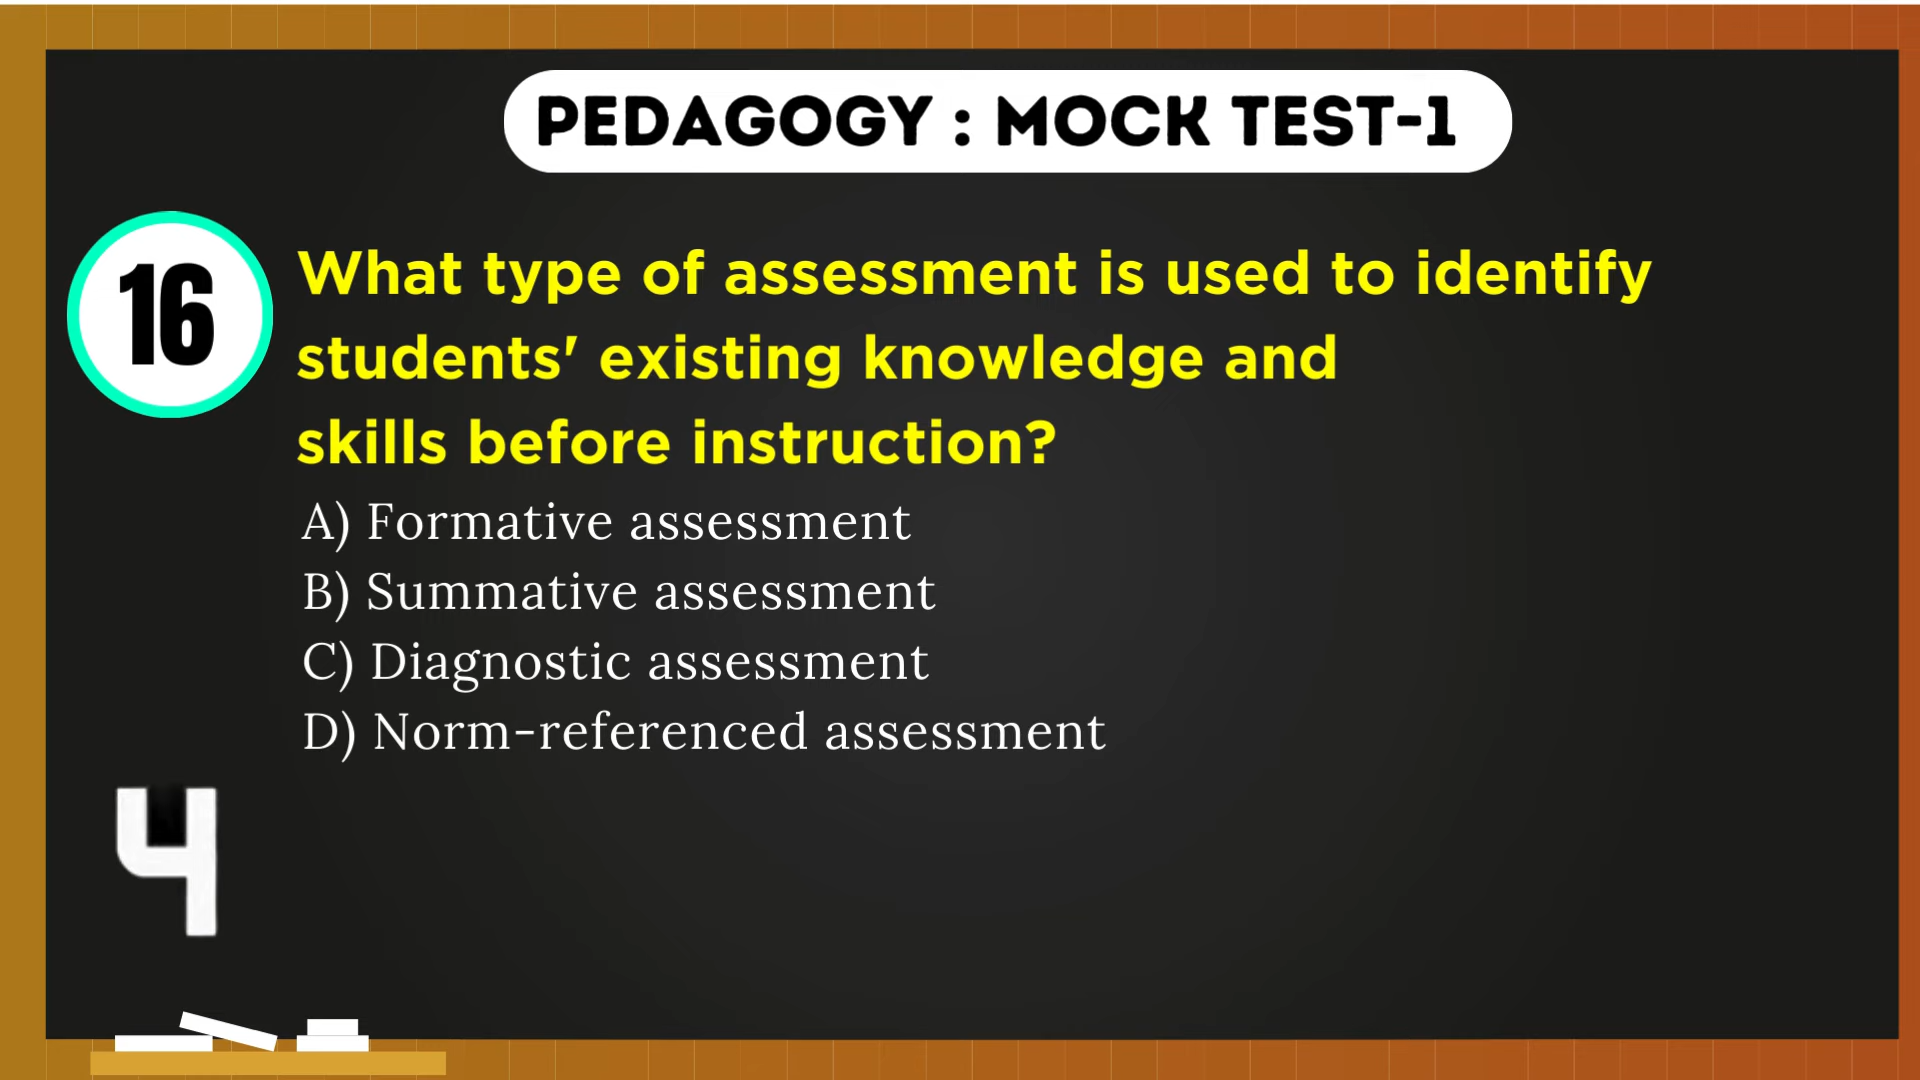 PEDAGOGY : MOCK TEST-1
16
What type of assessment is used to identify
students' existing knowledge and
skills before instruction?
A) Formative assessment
B) Summative assessment
C) Diagnostic assessment
D) Norm-referenced assessment
4